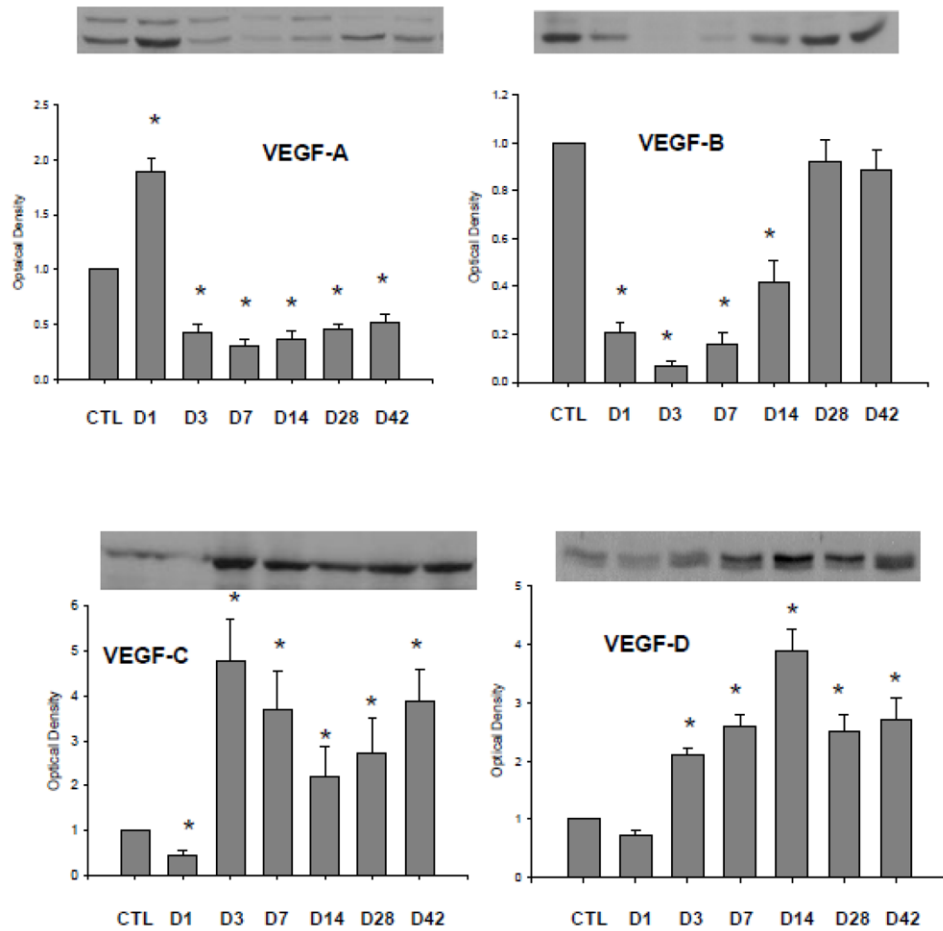 2.5
*
VEGF-A
2.0
Optaical Density
1.5
1.0
* * * * *
0.5
0.0
CTL D1 D3 D7 D14 D28 D42
1.2
VEGF-B
1.0
0.8
Optical Density
0.6
*
0.4
* * *
0.2
0.0
CTL D1 D3 D7 D14 D28 D42
6
*
VEGF-C
5
* * * *
4
Optical Density
3
2
1
*
0
CTL D1 D3 D7 D14 D28 D42
5
*
VEGF-D
4
Optical Density
3
* * * *
2
1
0
CTL D1 D3 D7 D14 D28 D42